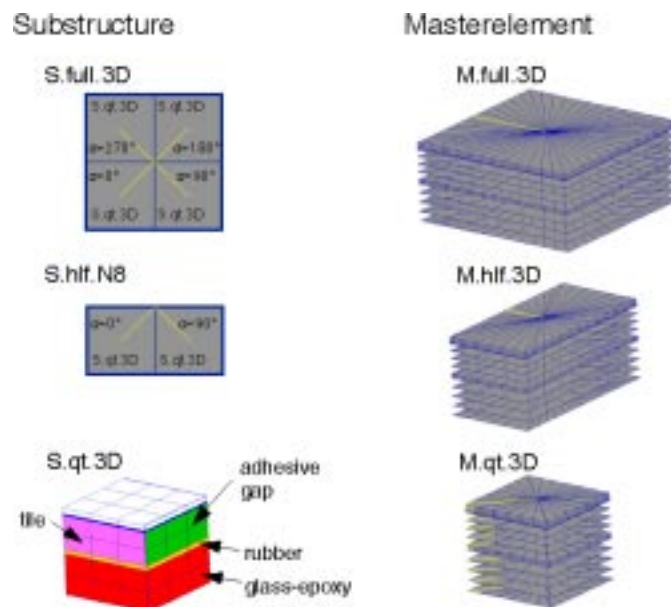 Substructure
Masterelement
S.full.3D
M.full.3D
S.qt.3D S.qt.3D
α=270° α=180°
α=0° α=90°
S.qt.3D S.qt.3D
S.hlf.N8
M.hlf.3D
α=0° α=90°
S.qt.3D S.qt.3D
S.qt.3D
M.qt.3D
adhesive
gap
tile
rubber
glass-epoxy